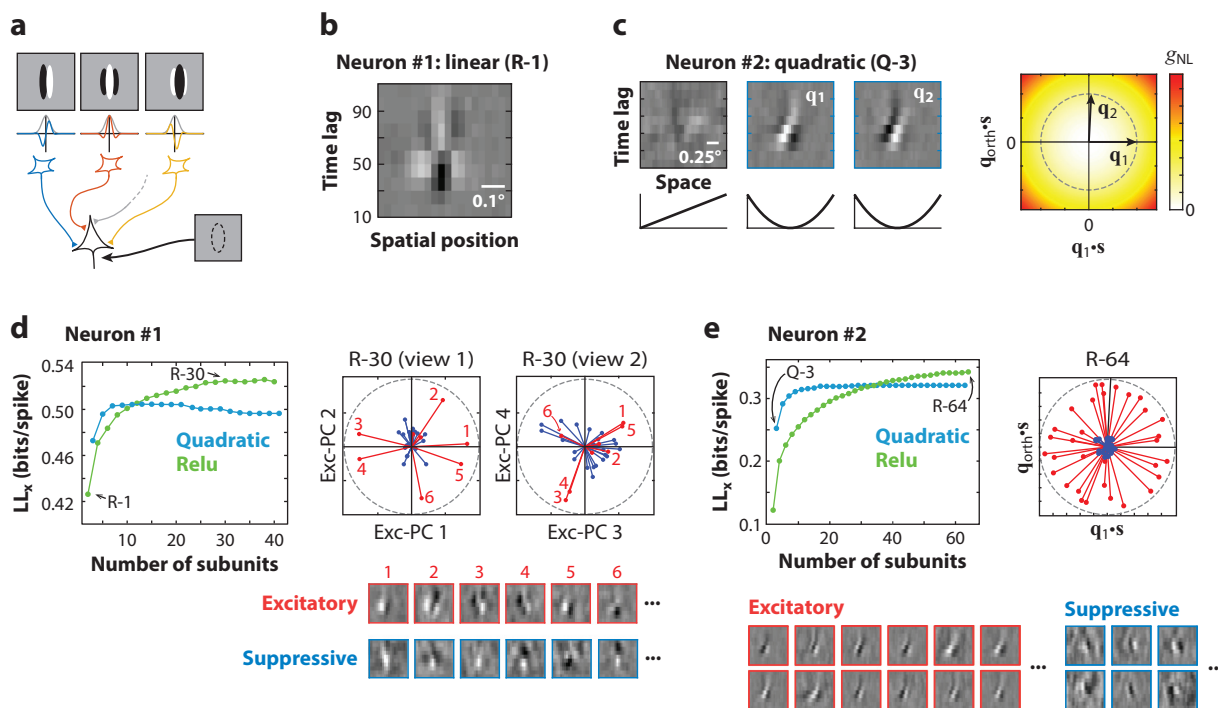 a
b
Neuron #1: linear (R-1)
Time lag
90
50
10
0.1°
Spatial position
c
Neuron #2: quadratic (Q-3)
Time lag
0.25°
Space
q1
q2
gNL
qorth•s
0
q2
q1
0
q1•s
0
d
Neuron #1
LLx (bits/spike)
0.54
0.50
0.46
0.42
R-30
Quadratic
Relu
R-1
10
20
30
40
Number of subunits
R-30 (view 1)
Exc-PC 2
2
3
1
4
5
6
Exc-PC 1
R-30 (view 2)
Exc-PC 4
6
1
5
2
4
3
Exc-PC 3
1 2 3 4 5 6
Excitatory
...
Suppressive
...
e
Neuron #2
LLx (bits/spike)
0.3
0.2
0.1
Q-3
R-64
Quadratic
Relu
0
20
40
60
Number of subunits
R-64
qorth•s
q1•s
Excitatory
...
Suppressive
..